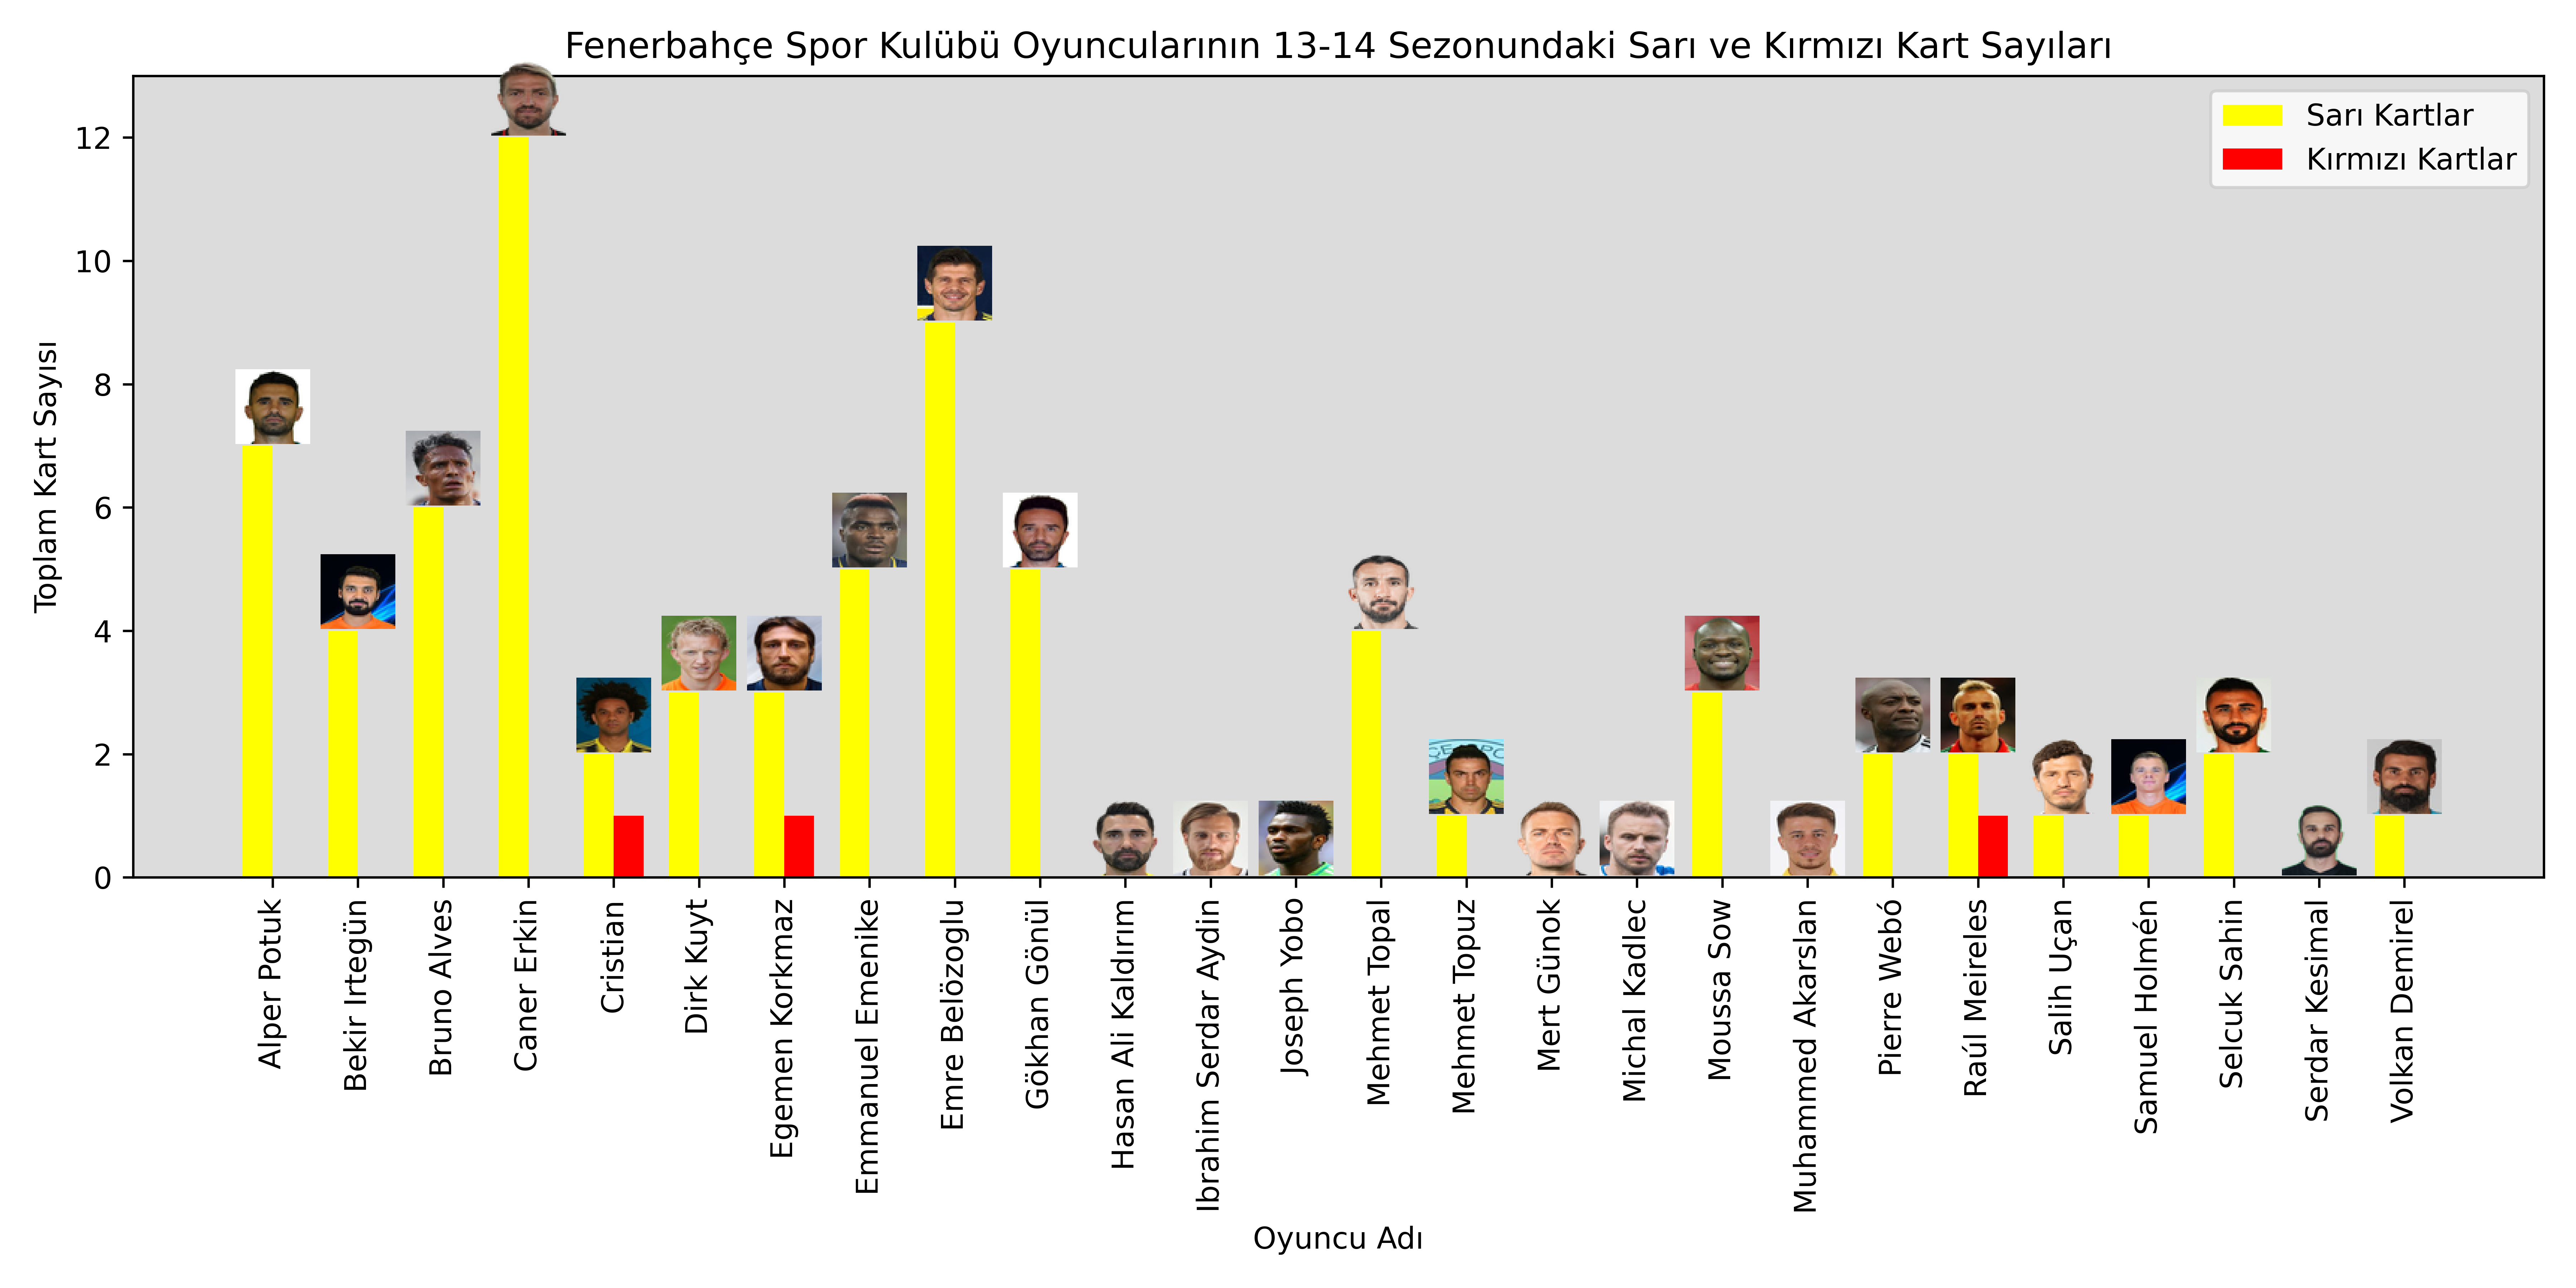 Fenerbahçe Spor Kulübü Oyuncularının 13-14 Sezonundaki Sarı ve Kırmızı Kart Sayıları
Sarı Kartlar
Kırmızı Kartlar
Toplam Kart Sayısı
12
10
8
6
4
2
0
Alper Potuk
Bekir Irtegün
Bruno Alves
Caner Erkin
Cristian
Dirk Kuyt
Egemen Korkmaz
Emmanuel Emenike
Emre Belözoglu
Gökhan Gönül
Hasan Ali Kaldırım
Ibrahim Serdar Aydin
Joseph Yobo
Mehmet Topal
Mehmet Topuz
Mert Günok
Michal Kadlec
Moussa Sow
Muhammed Akarslan
Pierre Webó
Raúl Meireles
Salih Uçan
Samuel Holmén
Selcuk Sahin
Serdar Kesimal
Volkan Demirel
Oyuncu Adı